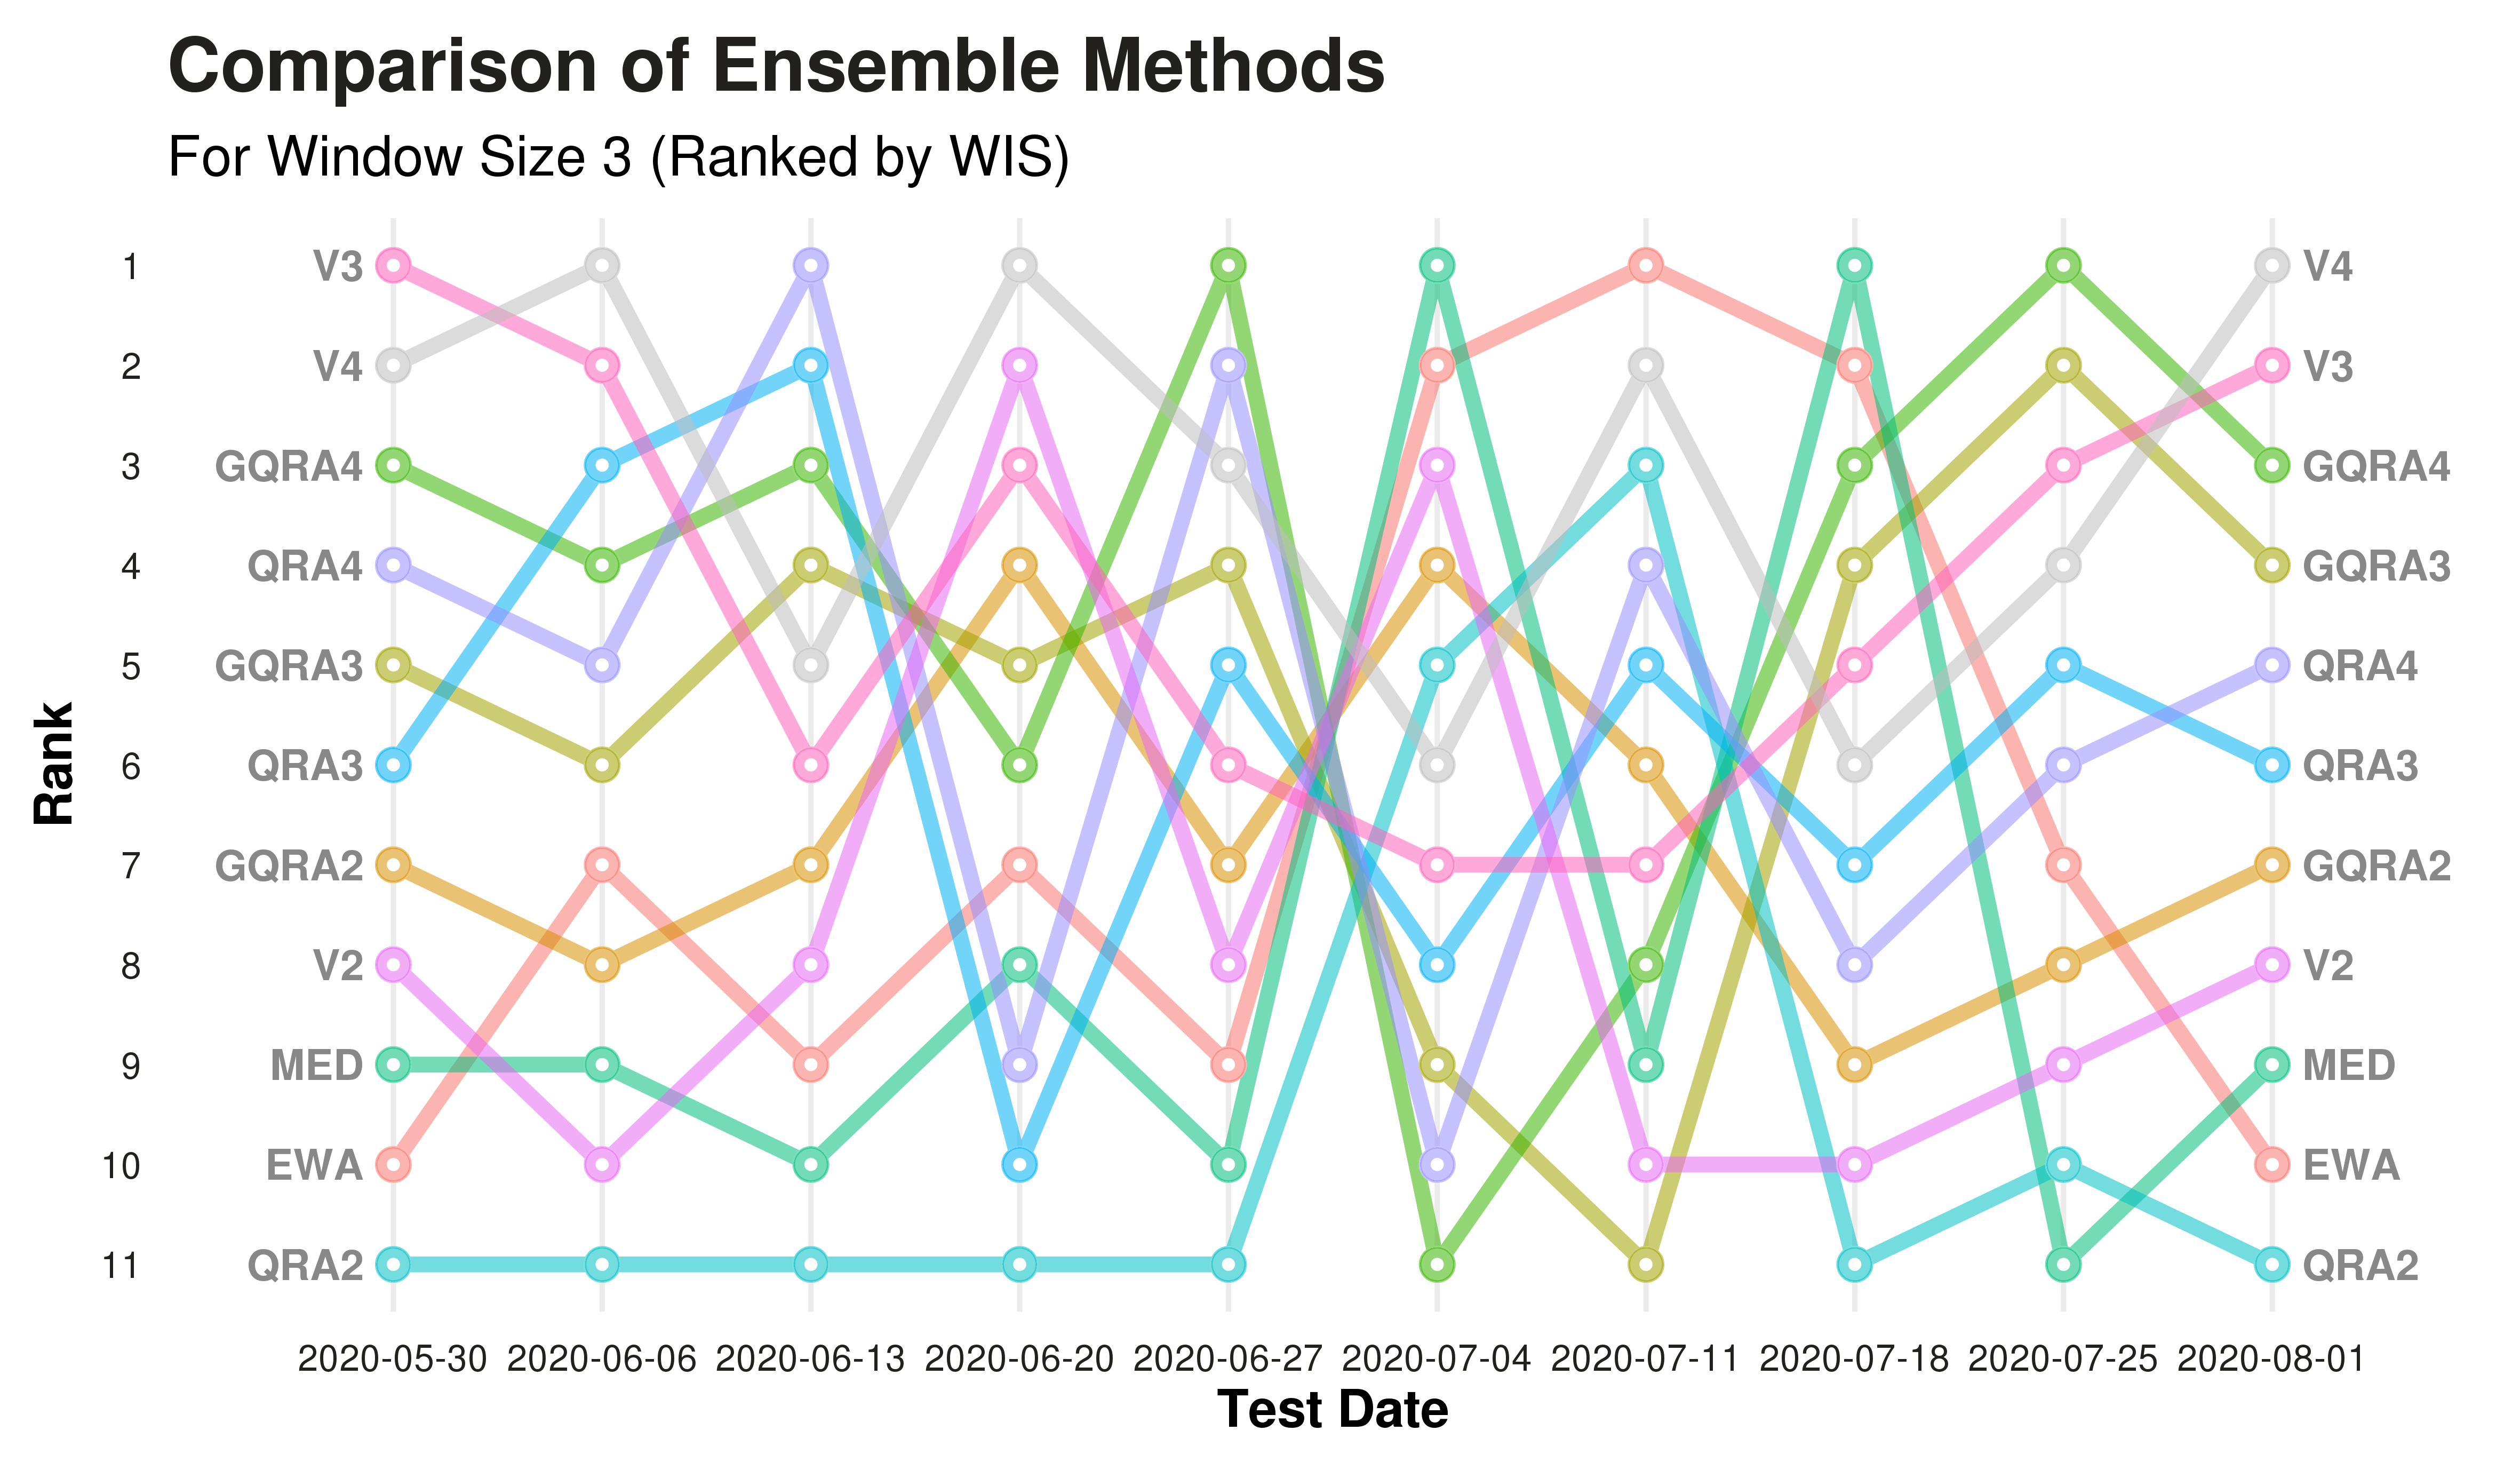 Comparison of Ensemble Methods
For Window Size 3 (Ranked by WIS)
Rank
1 V3 V4
2 V4 V3
3 GQRA4 GQRA4
4 QRA4 GQRA3
5 GQRA3 QRA4
6 QRA3 QRA3
7 GQRA2 GQRA2
8 V2 V2
9 MED MED
10 EWA EWA
11 QRA2 QRA2
2020-05-30 2020-06-06 2020-06-13 2020-06-20 2020-06-27 2020-07-04 2020-07-11 2020-07-18 2020-07-25 2020-08-01
Test Date